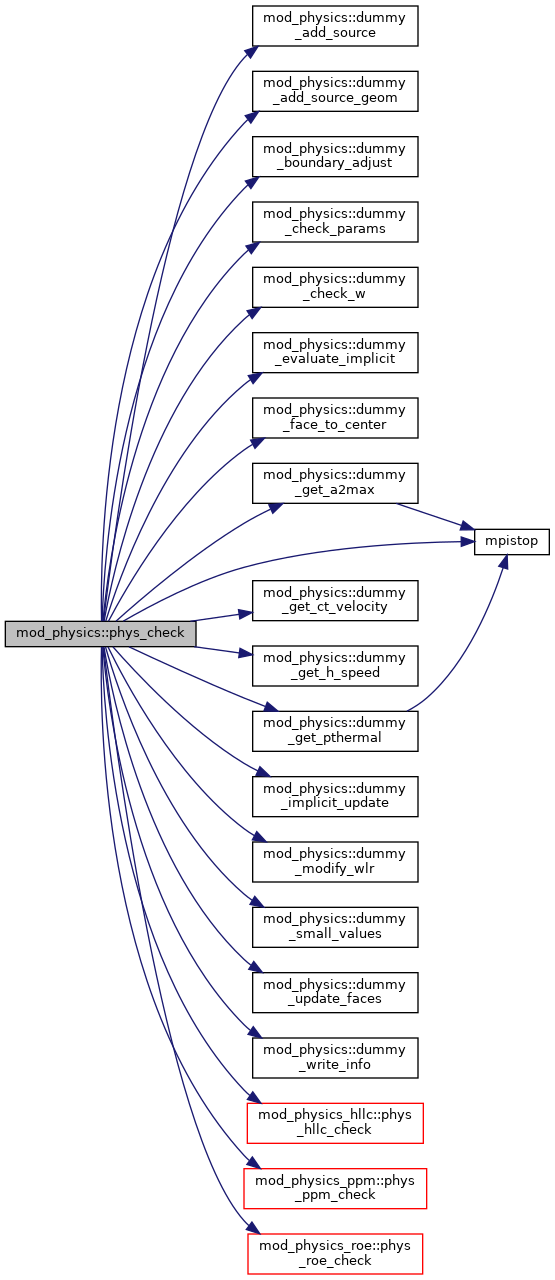 mod_physics::dummy
_add_source
mod_physics::dummy
_add_source_geom
mod_physics::dummy
_boundary_adjust
mod_physics::dummy
_check_params
mod_physics::dummy
_check_w
mod_physics::dummy
_evaluate_implicit
mod_physics::dummy
_face_to_center
mod_physics::dummy
_get_a2max
mpistop
mod_physics::dummy
_get_ct_velocity
mod_physics::phys_check
mod_physics::dummy
_get_h_speed
mod_physics::dummy
_get_pthermal
mod_physics::dummy
_implicit_update
mod_physics::dummy
_modify_wlr
mod_physics::dummy
_small_values
mod_physics::dummy
_update_faces
mod_physics::dummy
_write_info
mod_physics_hllc::phys
_hllc_check
mod_physics_ppm::phys
_ppm_check
mod_physics_roe::phys
_roe_check